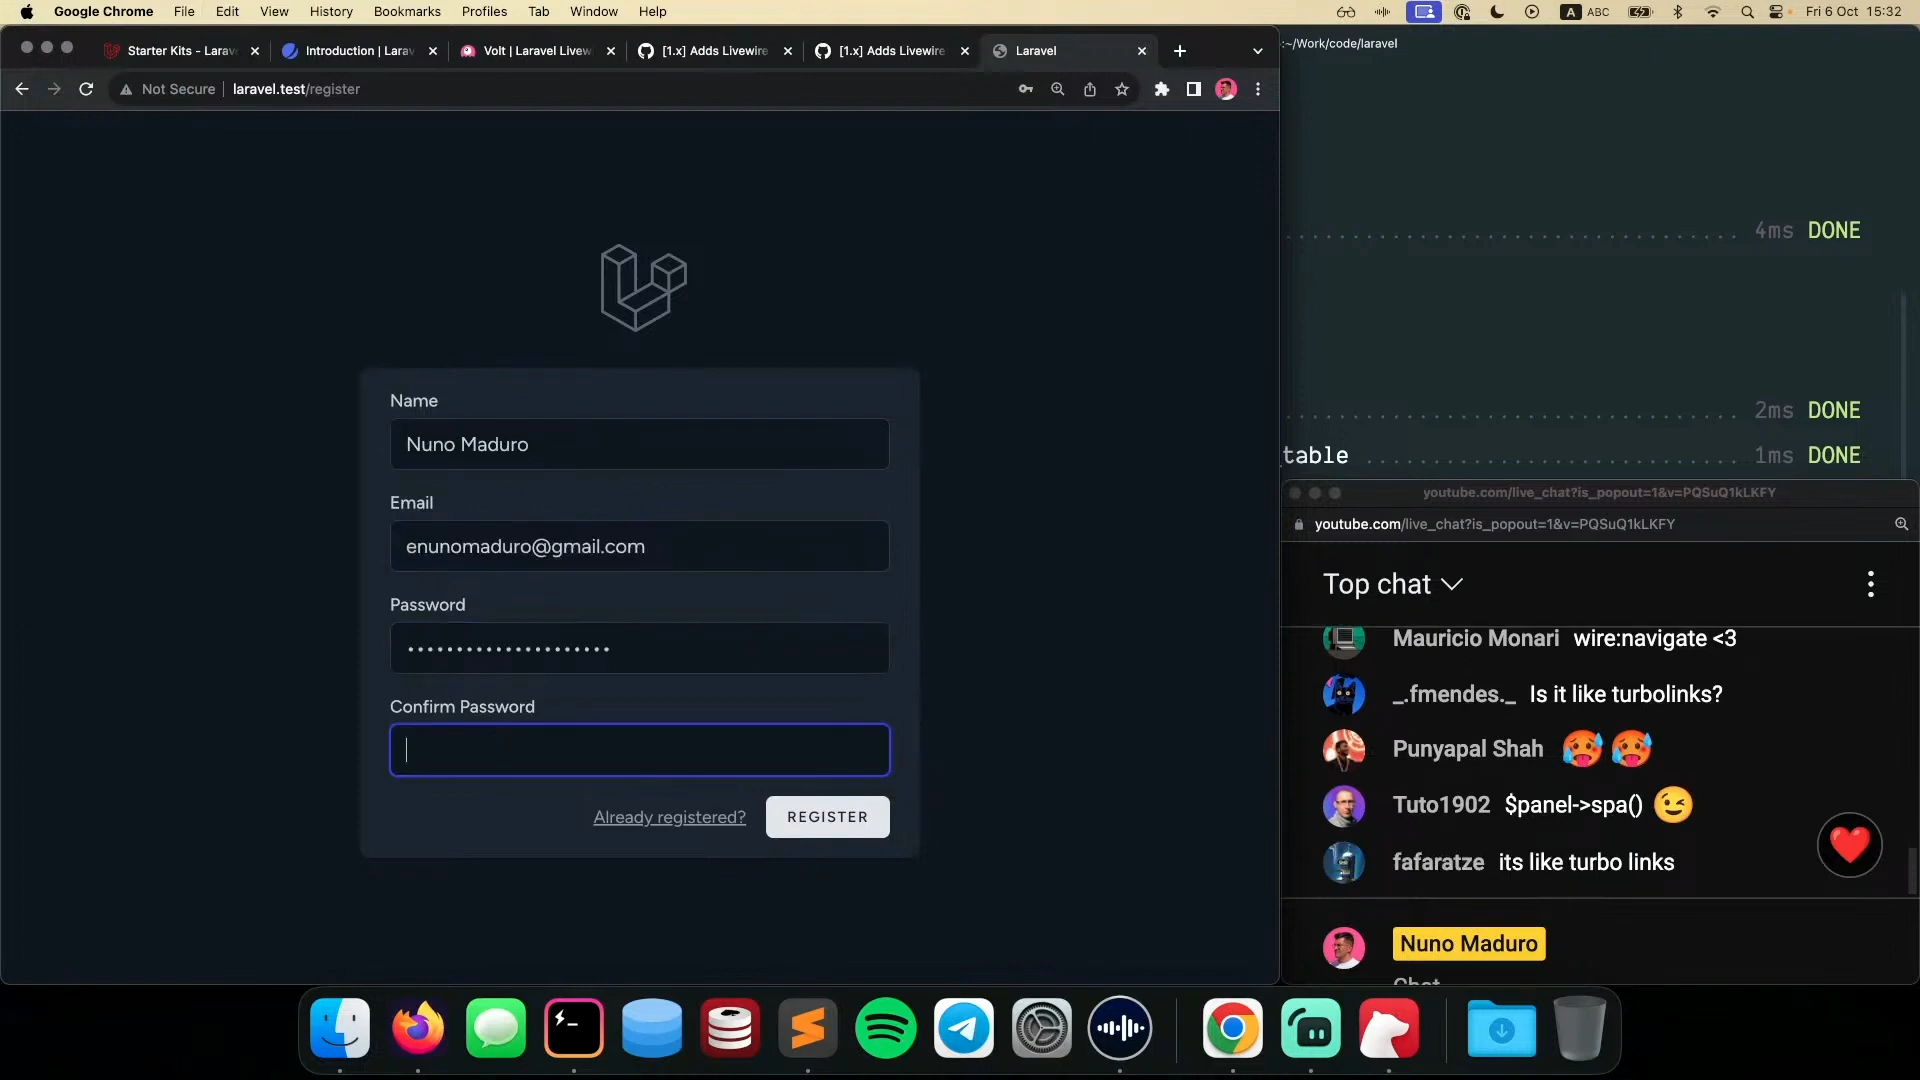 Google Chrome File Edit View History Bookmarks Profiles Tab Window Help
A ABC Fri 6 Oct 15:32
Starter Kits - Larav
Introduction | Larav
Volt | Laravel Livew
[1.x] Adds Livewire
[1.x] Adds Livewire
Laravel
Not Secure laravel.test/register
:~/Work/code/laravel
4ms DONE
2ms DONE
table 1ms DONE
Name
Nuno Maduro
Email
enunomaduro@gmail.com
Password
Confirm Password
Already registered?
REGISTER
youtube.com/live_chat?is_popout=1&v=PQSuQ1kLKFY
youtube.com/live_chat?is_popout=1&v=PQSuQ1kLKFY
Top chat
Mauricio Monari wire:navigate <3
_.fmendes._ Is it like turbolinks?
Punyapal Shah 🥵🥵
Tuto1902 $panel->spa() 😉
fafaratze its like turbo links
Nuno Maduro